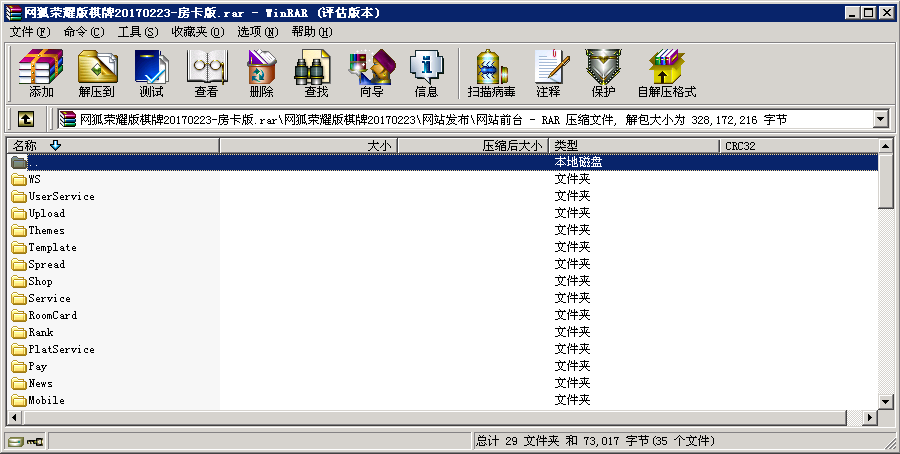 网狐荣耀版棋牌20170223-房卡版.rar - WinRAR (评估版本)
文件(F) 命令(C) 工具(S) 收藏夹(O) 选项(N) 帮助(H)
添加 解压到 测试 查看 删除 查找 向导 信息 扫描病毒 注释 保护 自解压格式
网狐荣耀版棋牌20170223-房卡版.rar\网狐荣耀版棋牌20170223\网站发布\网站前台 - RAR 压缩文件, 解包大小为 328,172,216 字节
名称 大小 压缩后大小 类型 CRC32
.. 本地磁盘
WS 文件夹
UserService 文件夹
Upload 文件夹
Themes 文件夹
Template 文件夹
Spread 文件夹
Shop 文件夹
Service 文件夹
RoomCard 文件夹
Rank 文件夹
PlatService 文件夹
Pay 文件夹
News 文件夹
Mobile 文件夹
总计 29 文件夹 和 73,017 字节(35 个文件)